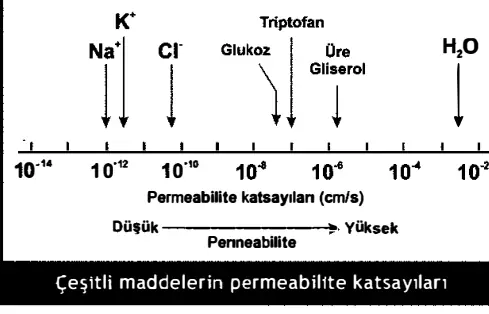 K⁺ Triptofan
Na⁺ Cl⁻ Glukoz Üre H₂O
Gliserol
10⁻¹⁴ 10⁻¹² 10⁻¹⁰ 10⁻⁸ 10⁻⁶ 10⁻⁴ 10⁻²
Permeabilite katsayıları (cm/s)
Düşük Yüksek
Permeabilite
Çeşitli maddelerin permeabilite katsayıları